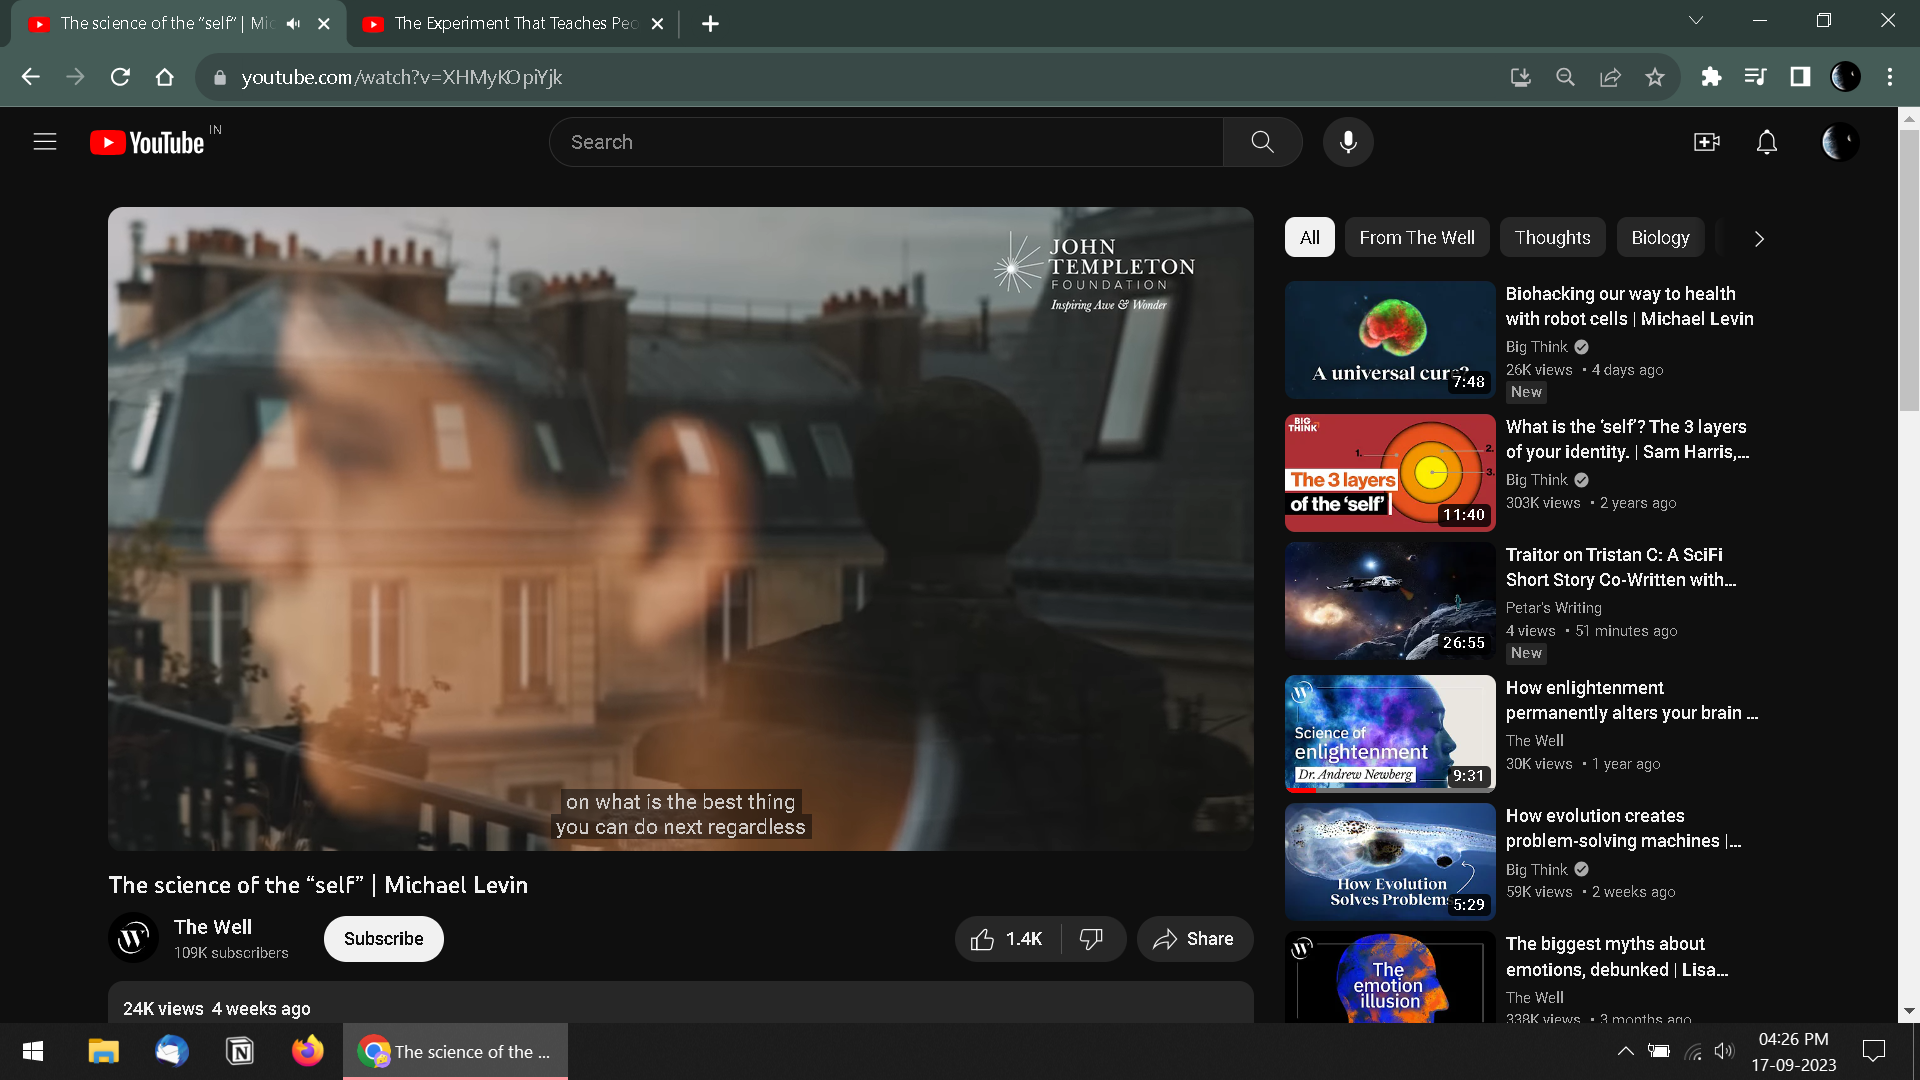 The science of the “self” | Mic
The Experiment That Teaches Peo
youtube.com/watch?v=XHMyKOpiYjk
YouTube IN
Search
JOHN
TEMPLETON
FOUNDATION
Inspiring Awe & Wonder
on what is the best thing
you can do next regardless
The science of the “self” | Michael Levin
The Well
109K subscribers
Subscribe
1.4K
Share
24K views 4 weeks ago
All
From The Well
Thoughts
Biology
A universal cure?
7:48
Biohacking our way to health
with robot cells | Michael Levin
Big Think
26K views • 4 days ago
New
BIG
THINK
1.
2.
3.
The 3 layers
of the ‘self’
11:40
What is the ‘self’? The 3 layers
of your identity. | Sam Harris,...
Big Think
303K views • 2 years ago
26:55
Traitor on Tristan C: A SciFi
Short Story Co-Written with...
Petar's Writing
4 views • 51 minutes ago
New
W
Science of
enlightenment
Dr. Andrew Newberg
9:31
How enlightenment
permanently alters your brain ...
The Well
30K views • 1 year ago
How Evolution
Solves Problems
5:29
How evolution creates
problem-solving machines |...
Big Think
59K views • 2 weeks ago
W
The
emotion
illusion
The biggest myths about
emotions, debunked | Lisa...
The Well
338K views • 3 months ago
The science of the ...
04:26 PM
17-09-2023